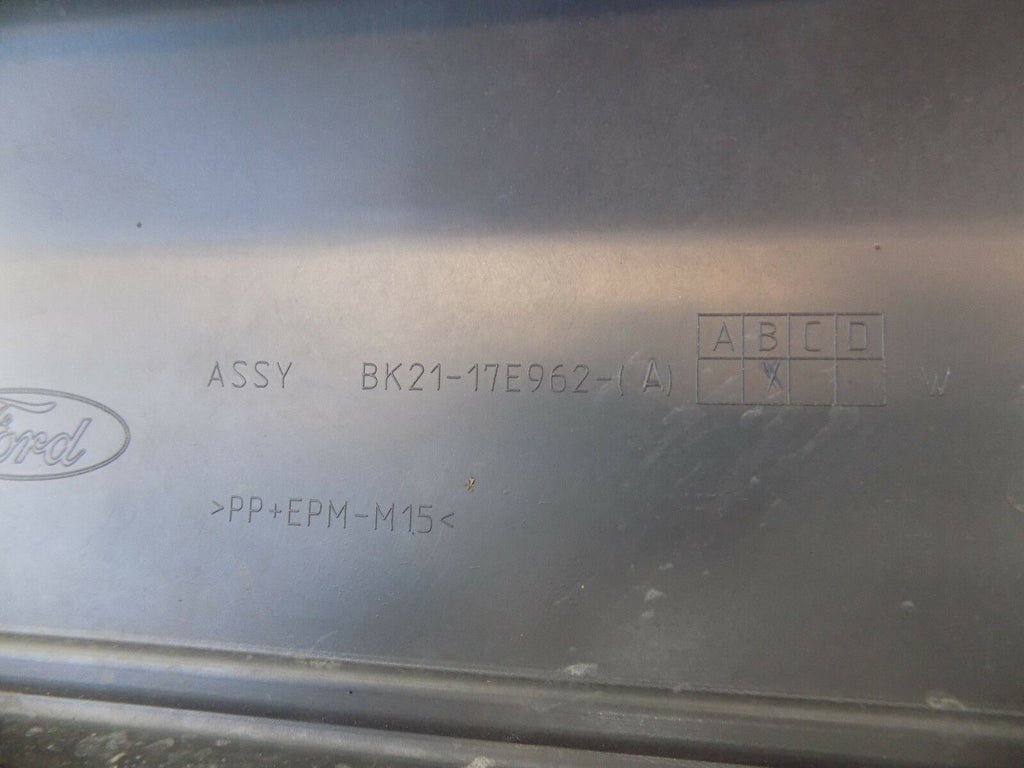 A B C D
ASSY BK21-17E962-(A) X W
Ford
>PP+EPM-M15<